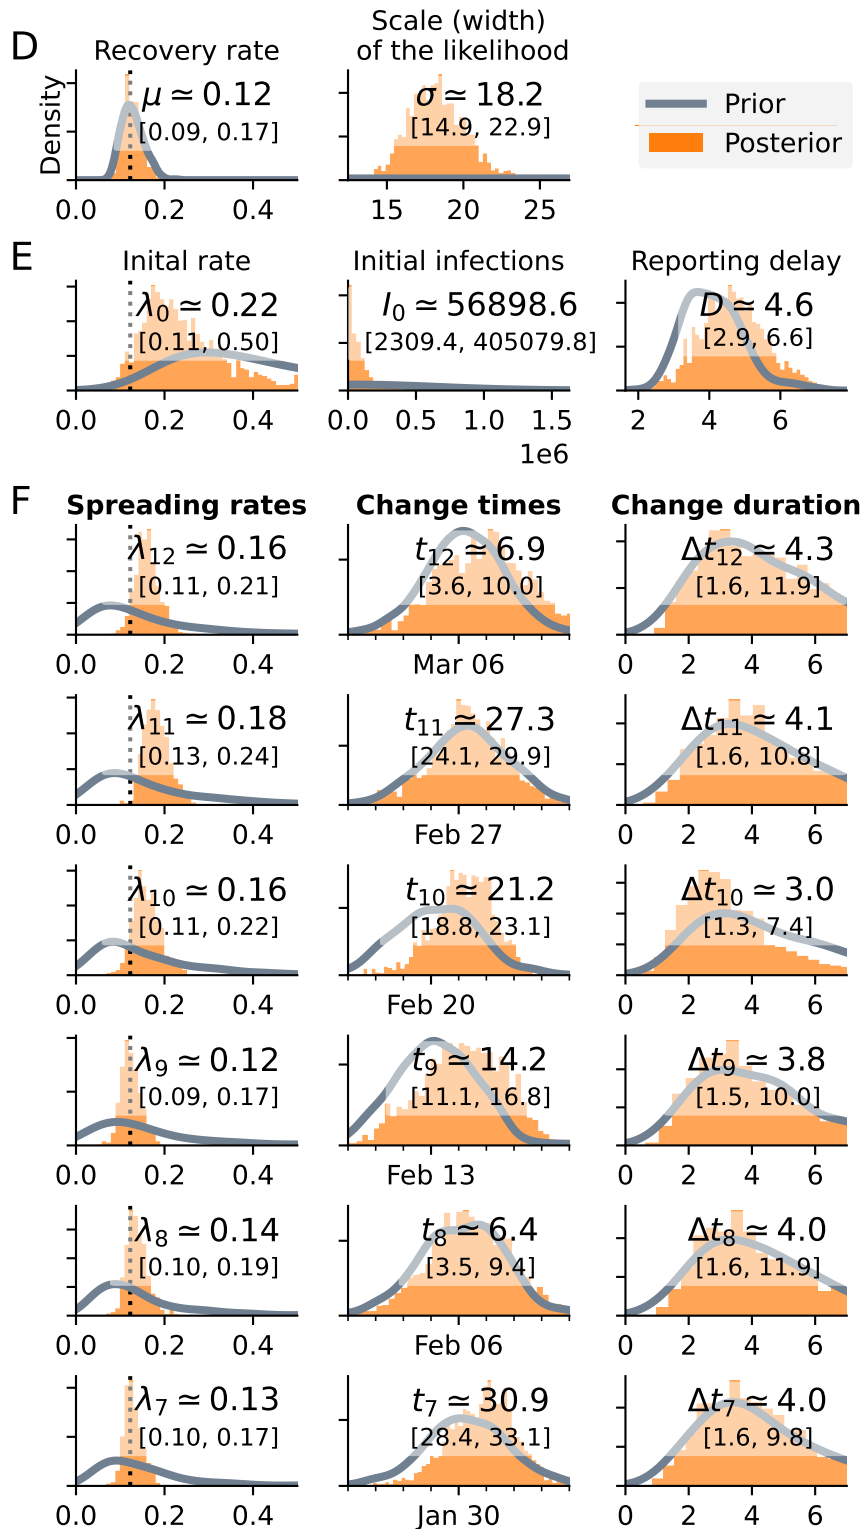 D
Recovery rate
Scale (width)
of the likelihood
Density
μ ≃ 0.12
[0.09, 0.17]
0.0 0.2 0.4
σ ≃ 18.2
[14.9, 22.9]
15 20 25
Prior
Posterior
E
Inital rate
λ0 ≃ 0.22
[0.11, 0.50]
0.0 0.2 0.4
Initial infections
I0 ≃ 56898.6
[2309.4, 405079.8]
0.0 0.5 1.0 1.5
1e6
Reporting delay
D ≃ 4.6
[2.9, 6.6]
2 4 6
F
Spreading rates Change times Change duration
λ12 ≃ 0.16
[0.11, 0.21]
0.0 0.2 0.4
t12 ≃ 6.9
[3.6, 10.0]
Mar 06
Δt12 ≃ 4.3
[1.6, 11.9]
0 2 4 6
λ11 ≃ 0.18
[0.13, 0.24]
0.0 0.2 0.4
t11 ≃ 27.3
[24.1, 29.9]
Feb 27
Δt11 ≃ 4.1
[1.6, 10.8]
0 2 4 6
λ10 ≃ 0.16
[0.11, 0.22]
0.0 0.2 0.4
t10 ≃ 21.2
[18.8, 23.1]
Feb 20
Δt10 ≃ 3.0
[1.3, 7.4]
0 2 4 6
λ9 ≃ 0.12
[0.09, 0.17]
0.0 0.2 0.4
t9 ≃ 14.2
[11.1, 16.8]
Feb 13
Δt9 ≃ 3.8
[1.5, 10.0]
0 2 4 6
λ8 ≃ 0.14
[0.10, 0.19]
0.0 0.2 0.4
t8 ≃ 6.4
[3.5, 9.4]
Feb 06
Δt8 ≃ 4.0
[1.6, 11.9]
0 2 4 6
λ7 ≃ 0.13
[0.10, 0.17]
0.0 0.2 0.4
t7 ≃ 30.9
[28.4, 33.1]
Jan 30
Δt7 ≃ 4.0
[1.6, 9.8]
0 2 4 6